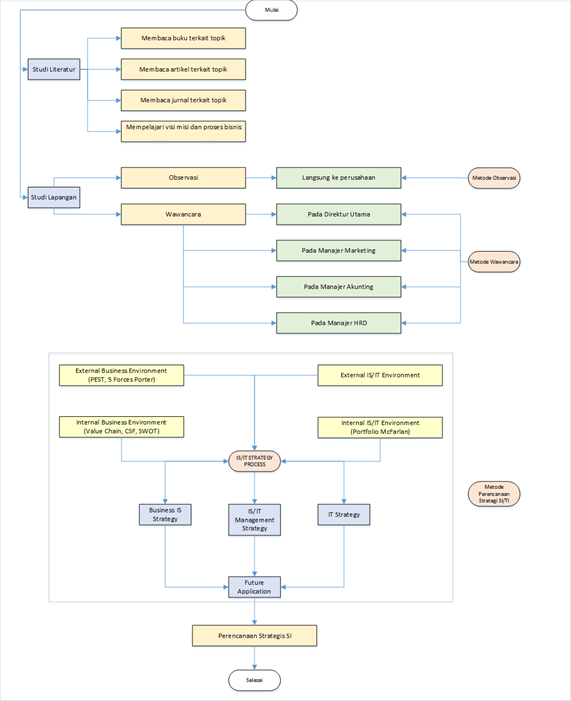 Mulai
Membaca buku terkait topik
Studi Literatur
Membaca artikel terkait topik
Membaca jurnal terkait topik
Mempelajari visi misi dan proses bisnis
Observasi
Langsung ke perusahaan
Metode Observasi
Studi Lapangan
Wawancara
Pada Direktur Utama
Pada Manajer Marketing
Metode Wawancara
Pada Manajer Akunting
Pada Manajer HRD
External Business Environment
(PEST, 5 Forces Porter)
External IS/IT Environment
Internal Business Environment
(Value Chain, CSF, SWOT)
Internal IS/IT Environment
(Portfolio McFarlan)
IS/IT STRATEGY
PROCESS
Metode
Perencanaan
Strategi SI/TI
Business IS
Strategy
IS/IT
Management
Strategy
IT Strategy
Future
Application
Perencanaan Strategis SI
Selesai